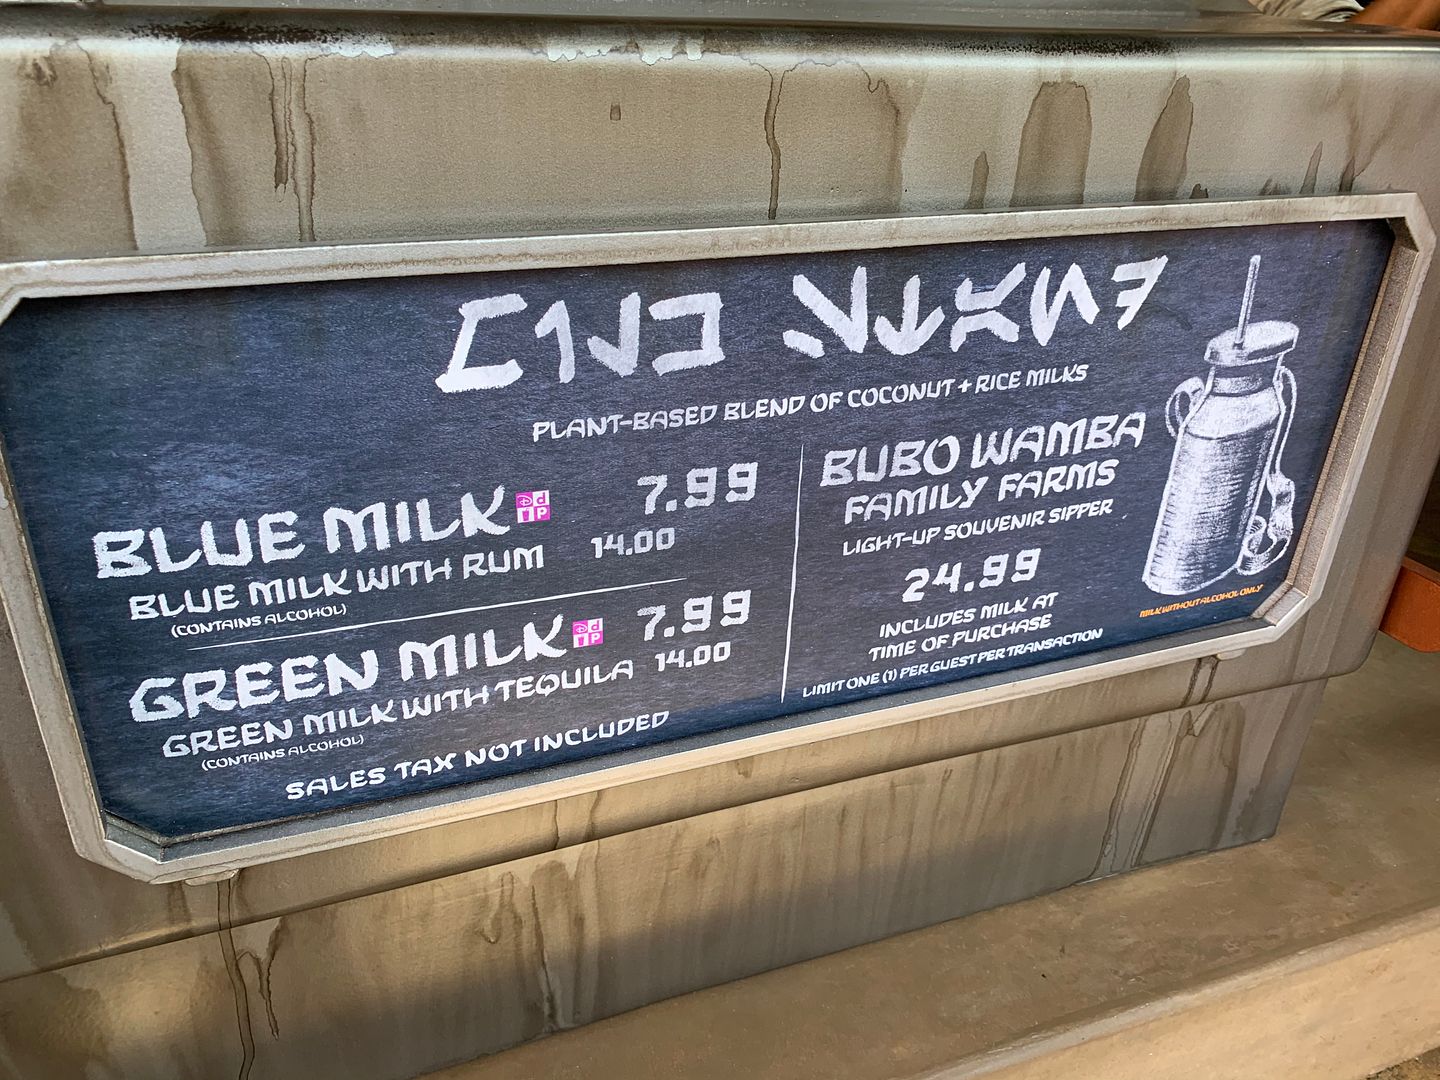 PLANT-BASED BLEND OF COCONUT + RICE MILKS
BLUE MILK 7.99
BLUE MILK WITH RUM 14.00
(CONTAINS ALCOHOL)
GREEN MILK 7.99
GREEN MILK WITH TEQUILA 14.00
(CONTAINS ALCOHOL)
SALES TAX NOT INCLUDED
BUBO WAMBA
FAMILY FARMS
LIGHT-UP SOUVENIR SIPPER
24.99
INCLUDES MILK AT
TIME OF PURCHASE
LIMIT ONE (1) PER GUEST PER TRANSACTION
MILK WITHOUT ALCOHOL ONLY